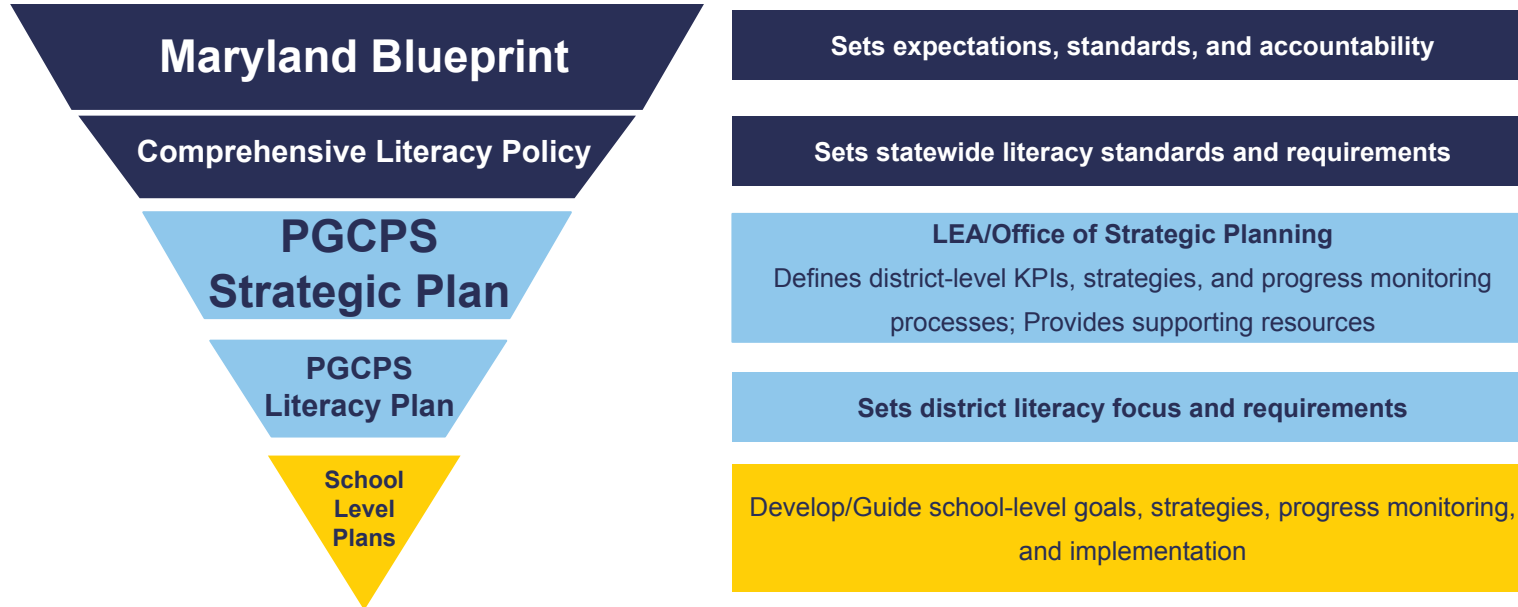 Maryland Blueprint
Sets expectations, standards, and accountability
Comprehensive Literacy Policy
Sets statewide literacy standards and requirements
PGCPS
Strategic Plan
LEA/Office of Strategic Planning
Defines district-level KPIs, strategies, and progress monitoring
processes; Provides supporting resources
PGCPS
Literacy Plan
Sets district literacy focus and requirements
School
Level
Plans
Develop/Guide school-level goals, strategies, progress monitoring,
and implementation